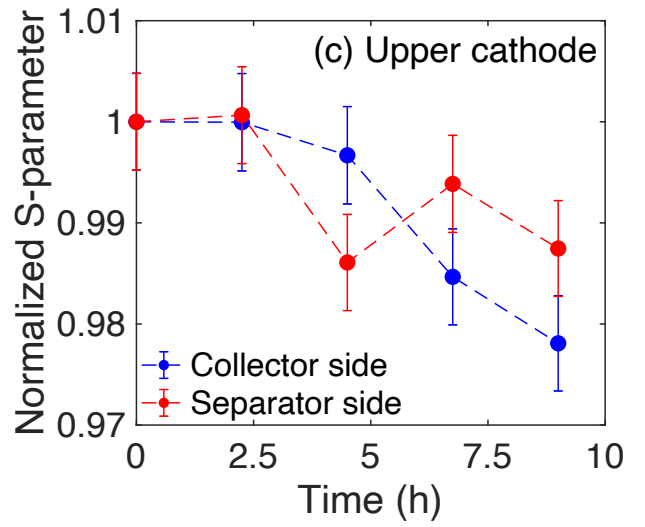 (c) Upper cathode
Normalized S-parameter
1.01
1
0.99
0.98
0.97
Collector side
Separator side
0
2.5
5
7.5
10
Time (h)